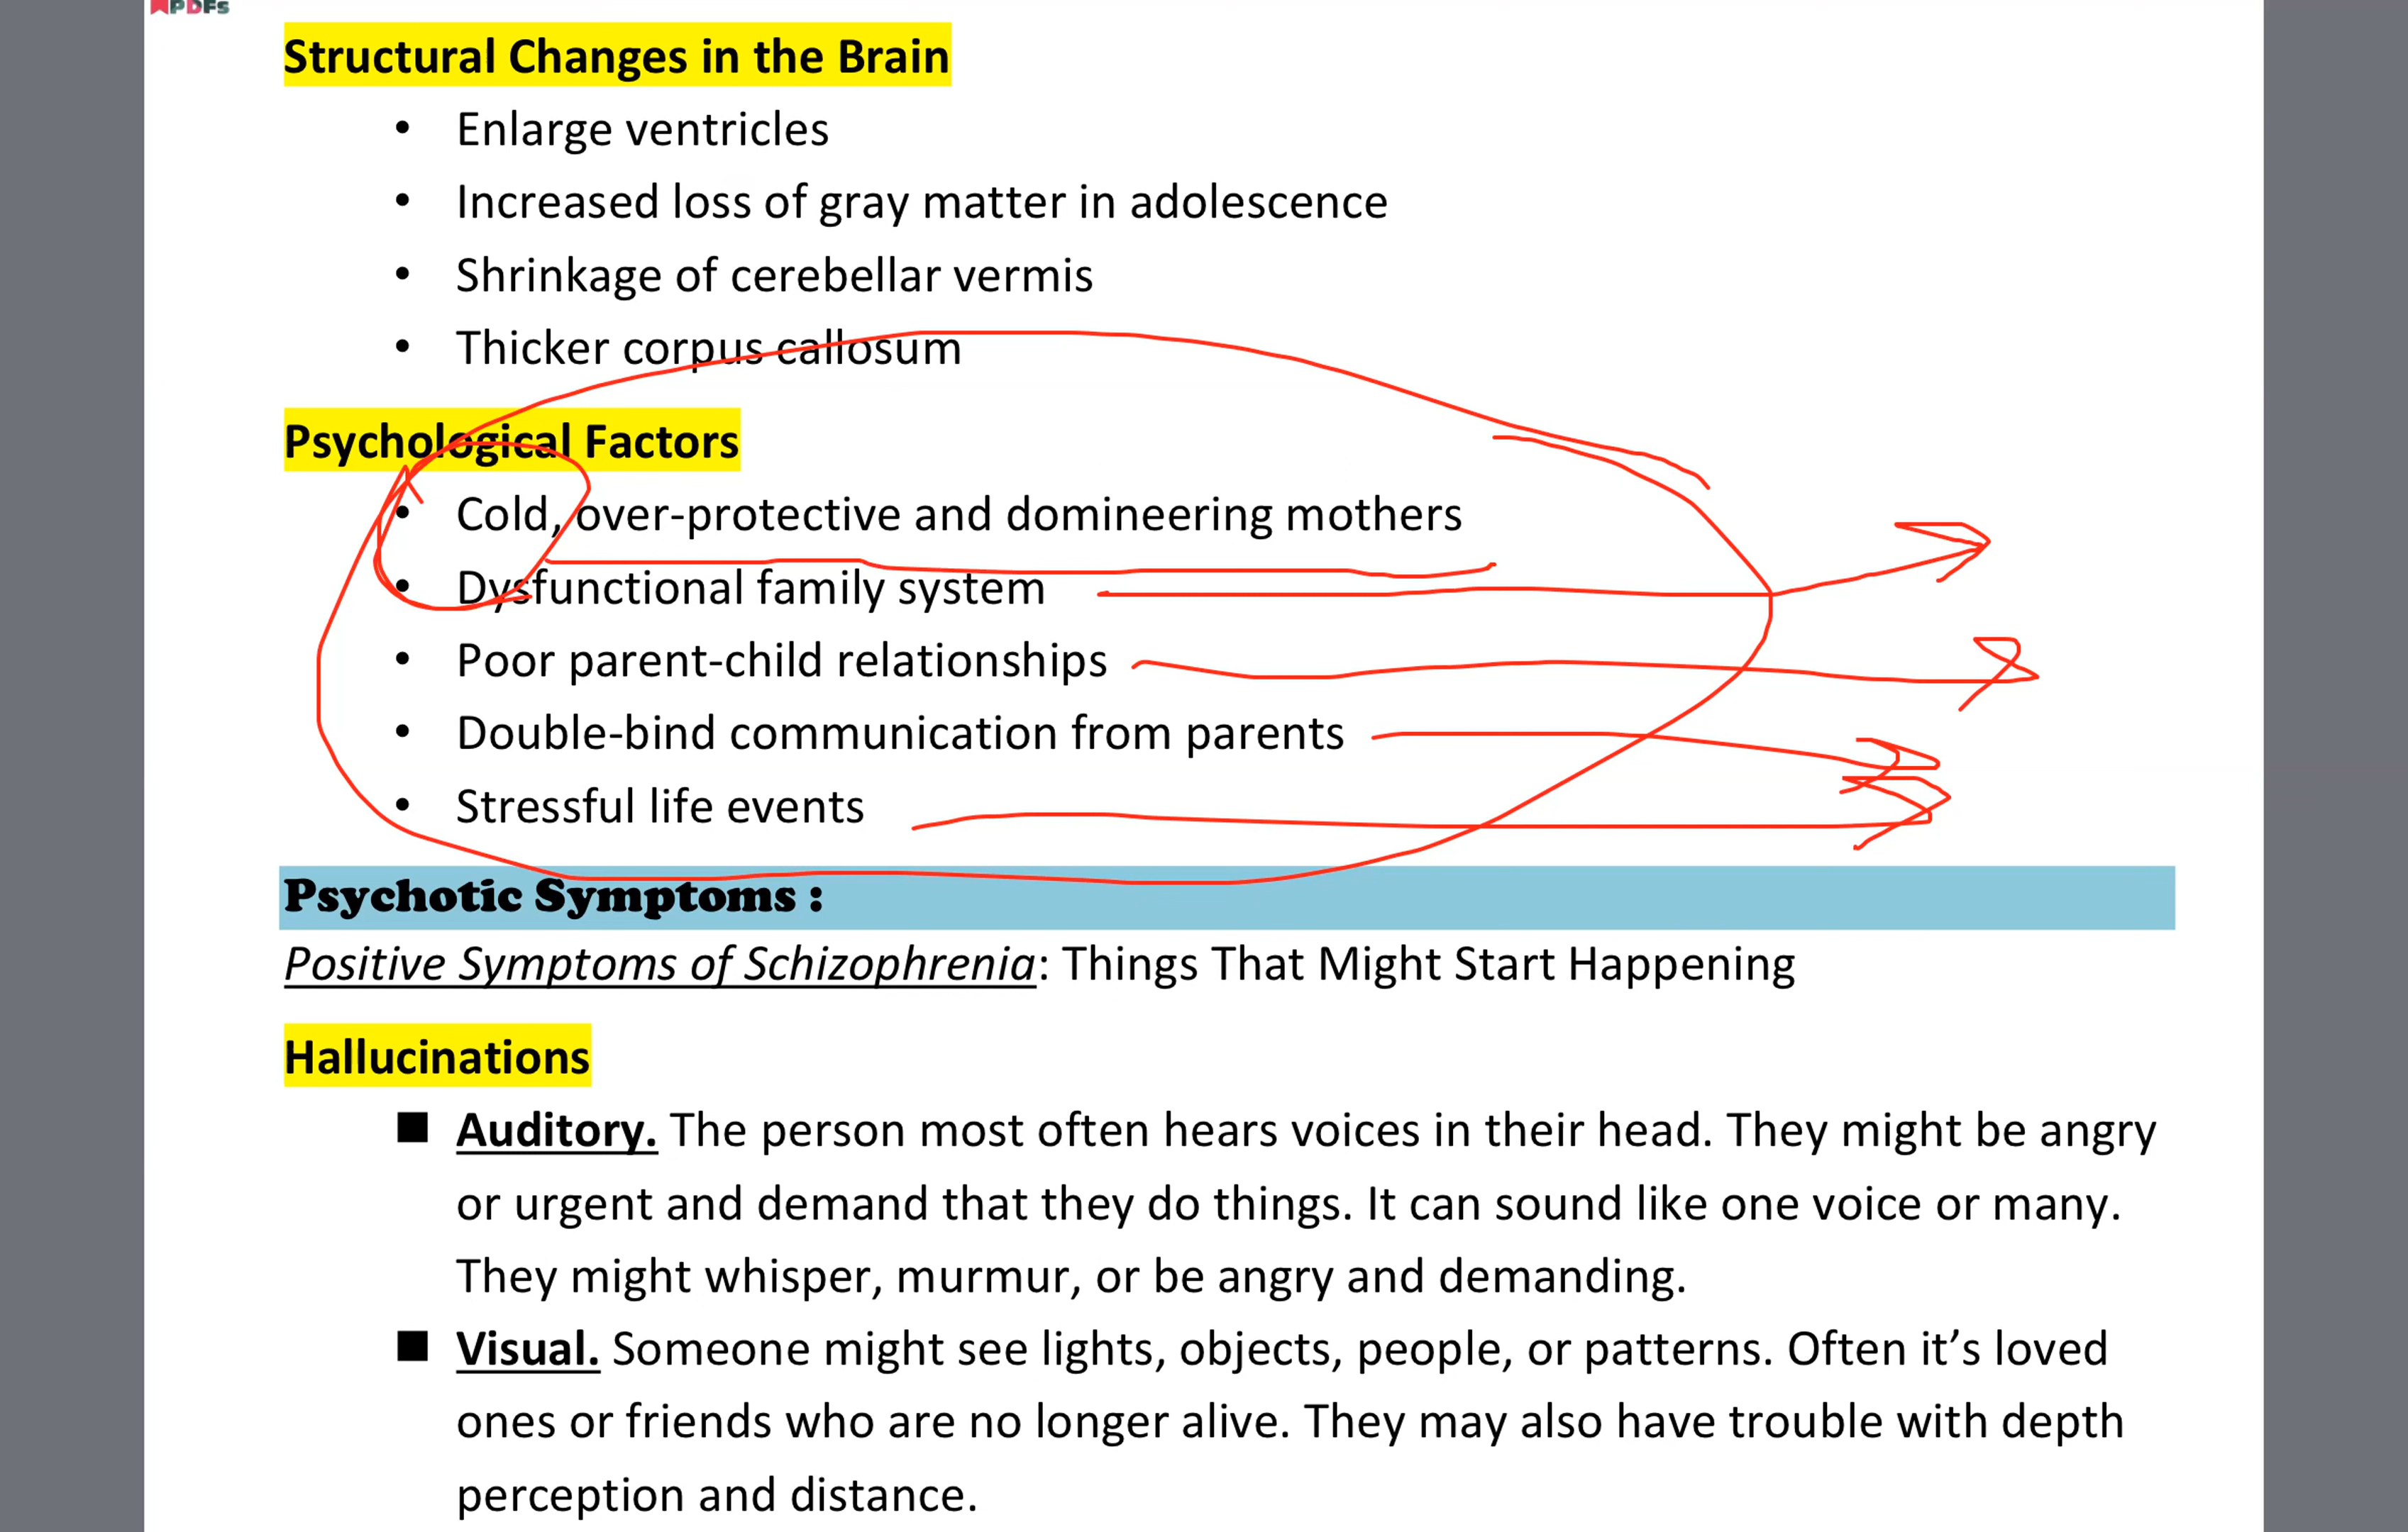 PDFs
Structural Changes in the Brain
• Enlarge ventricles
• Increased loss of gray matter in adolescence
• Shrinkage of cerebellar vermis
• Thicker corpus callosum
Psychological Factors
• Cold, over-protective and domineering mothers
• Dysfunctional family system
• Poor parent-child relationships
• Double-bind communication from parents
• Stressful life events
Psychotic Symptoms :
Positive Symptoms of Schizophrenia: Things That Might Start Happening
Hallucinations
■ Auditory. The person most often hears voices in their head. They might be angry
or urgent and demand that they do things. It can sound like one voice or many.
They might whisper, murmur, or be angry and demanding.
■ Visual. Someone might see lights, objects, people, or patterns. Often it’s loved
ones or friends who are no longer alive. They may also have trouble with depth
perception and distance.